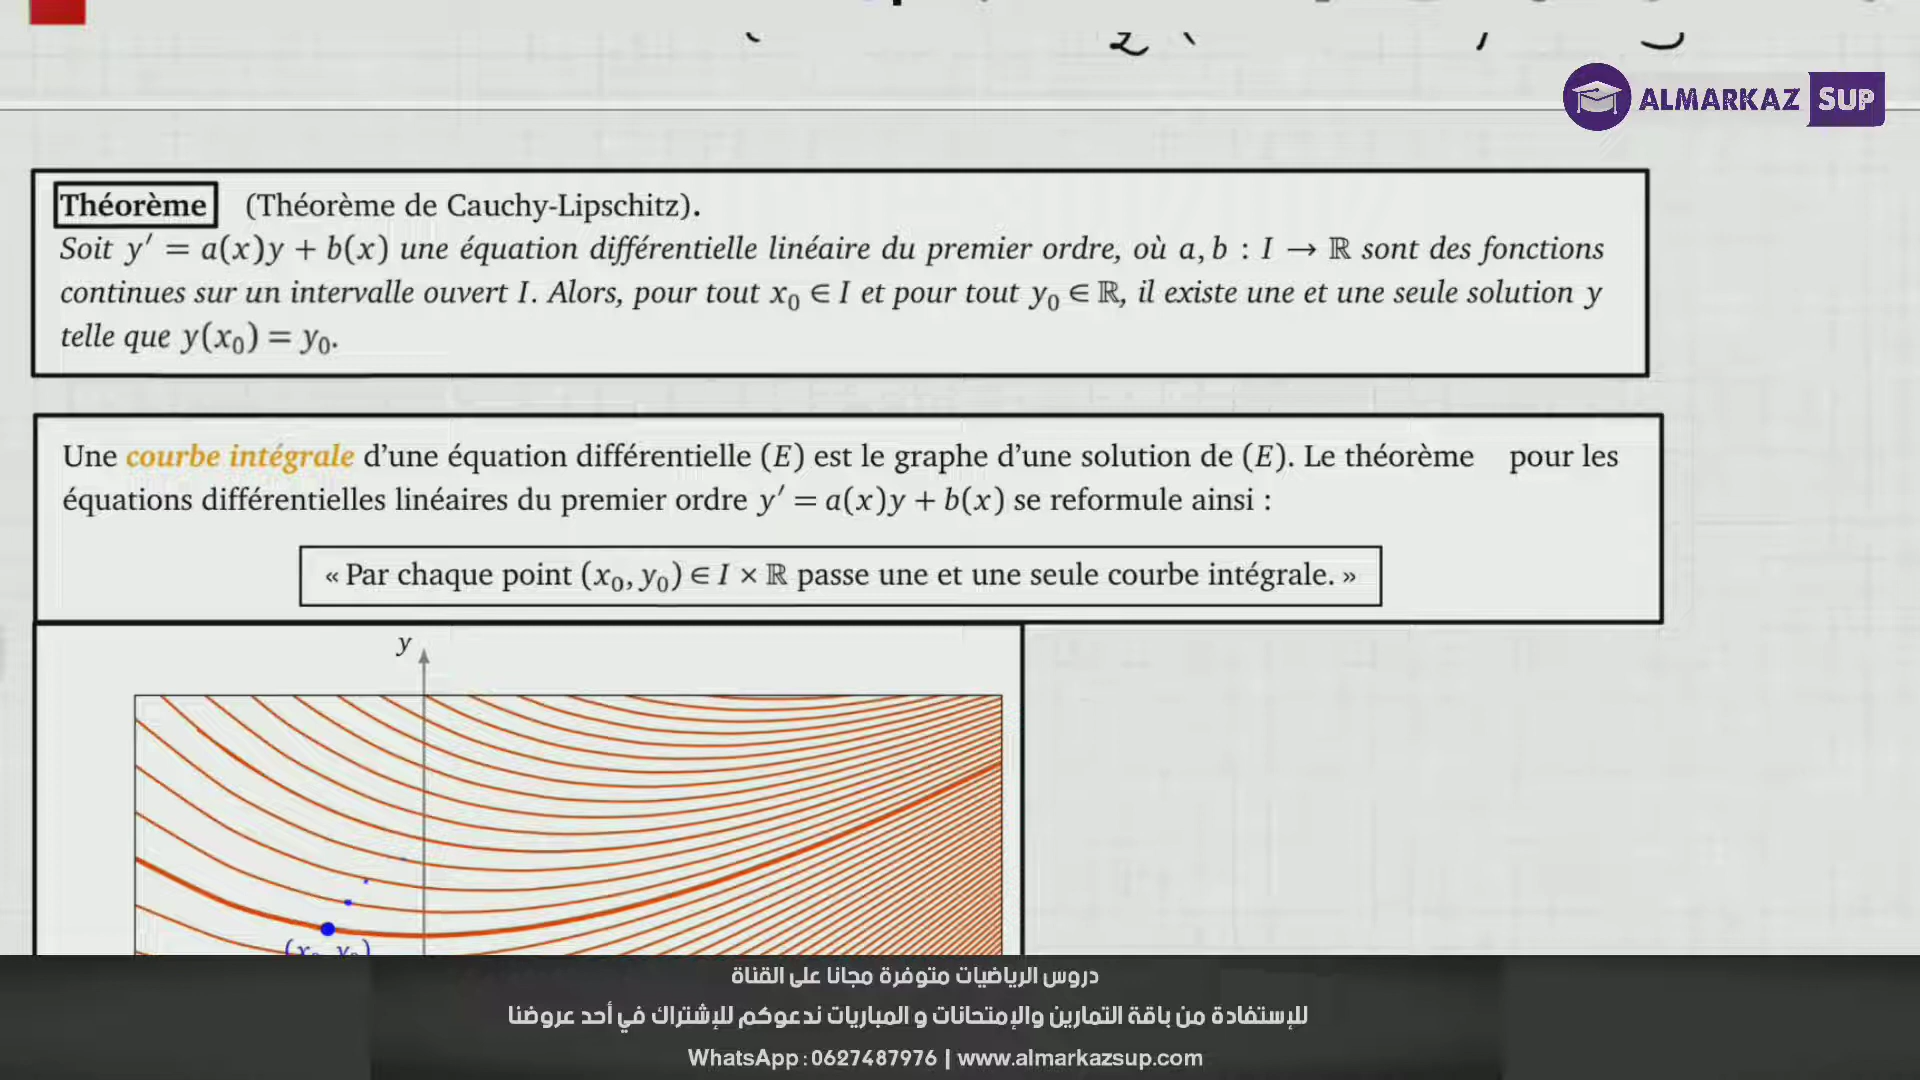 ALMARKAZ SUP
Théorème (Théorème de Cauchy-Lipschitz).
Soit y′ = a(x)y + b(x) une équation différentielle linéaire du premier ordre, où a, b : I → ℝ sont des fonctions
continues sur un intervalle ouvert I. Alors, pour tout x₀ ∈ I et pour tout y₀ ∈ ℝ, il existe une et une seule solution y
telle que y(x₀) = y₀.
Une courbe intégrale d'une équation différentielle (E) est le graphe d'une solution de (E). Le théorème pour les
équations différentielles linéaires du premier ordre y′ = a(x)y + b(x) se reformule ainsi :
« Par chaque point (x₀, y₀) ∈ I × ℝ passe une et une seule courbe intégrale. »
y
(x₀, y₀)
دروس الرياضيات متوفرة مجانا على القناة
للإستفادة من باقة التمارين والإمتحانات و المباريات ندعوكم للإشتراك في أحد عروضنا
WhatsApp : 0627487976 | www.almarkazsup.com